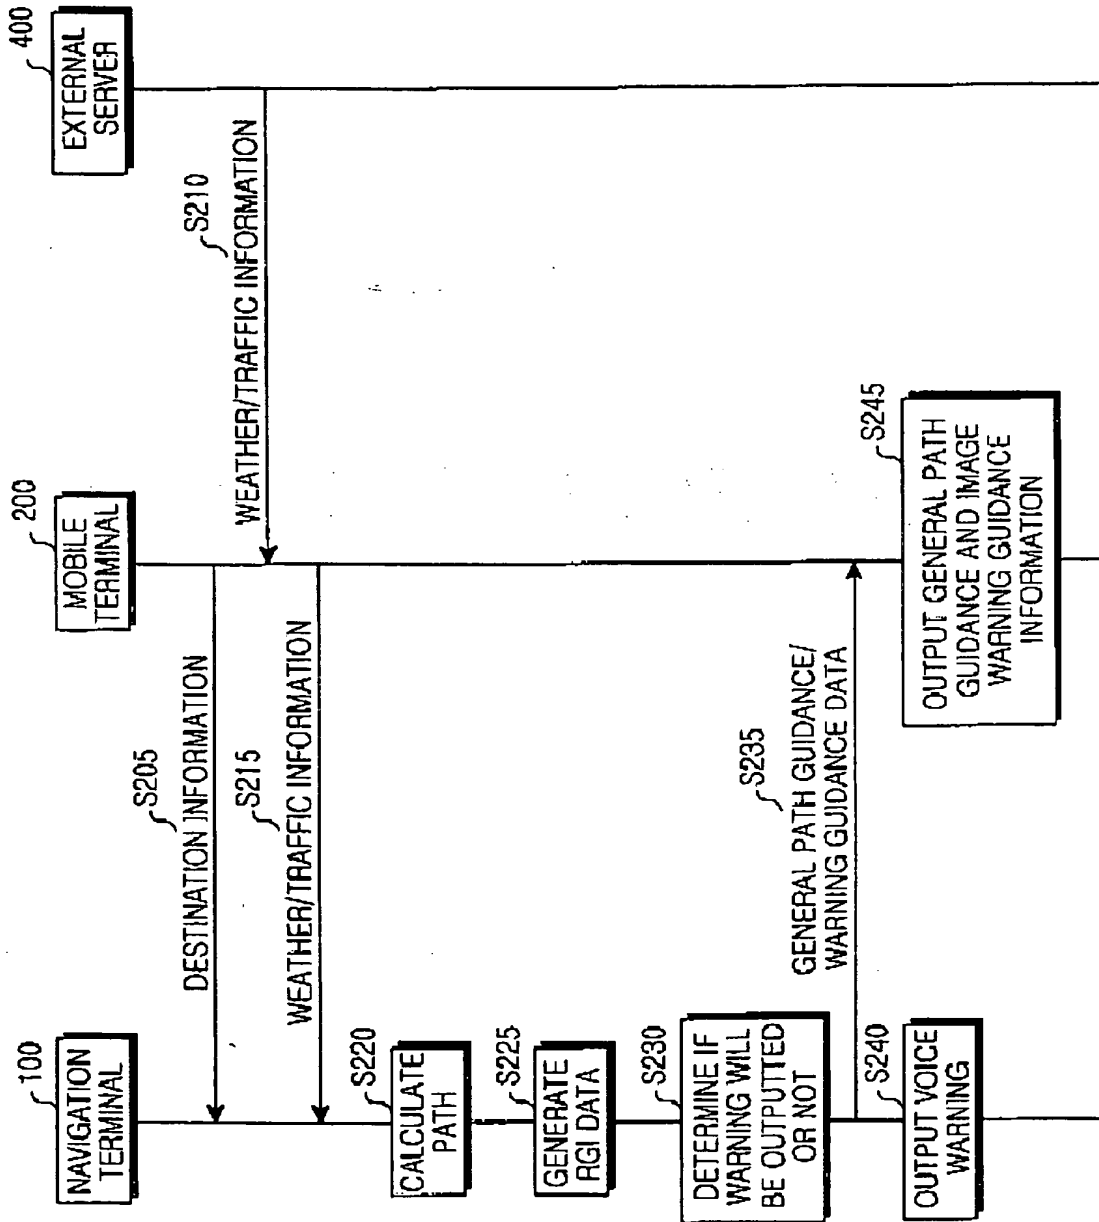 100
NAVIGATION
TERMINAL
200
MOBILE
TERMINAL
400
EXTERNAL
SERVER
S205
DESTINATION INFORMATION
S210
WEATHER/TRAFFIC INFORMATION
S215
WEATHER/TRAFFIC INFORMATION
S220
CALCULATE
PATH
S225
GENERATE
RGI DATA
S230
DETERMINE IF
WARNING WILL
BE OUTPUTTED
OR NOT
S235
GENERAL PATH GUIDANCE/
WARNING GUIDANCE DATA
S240
OUTPUT VOICE
WARNING
S245
OUTPUT GENERAL PATH
GUIDANCE AND IMAGE
WARNING GUIDANCE
INFORMATION